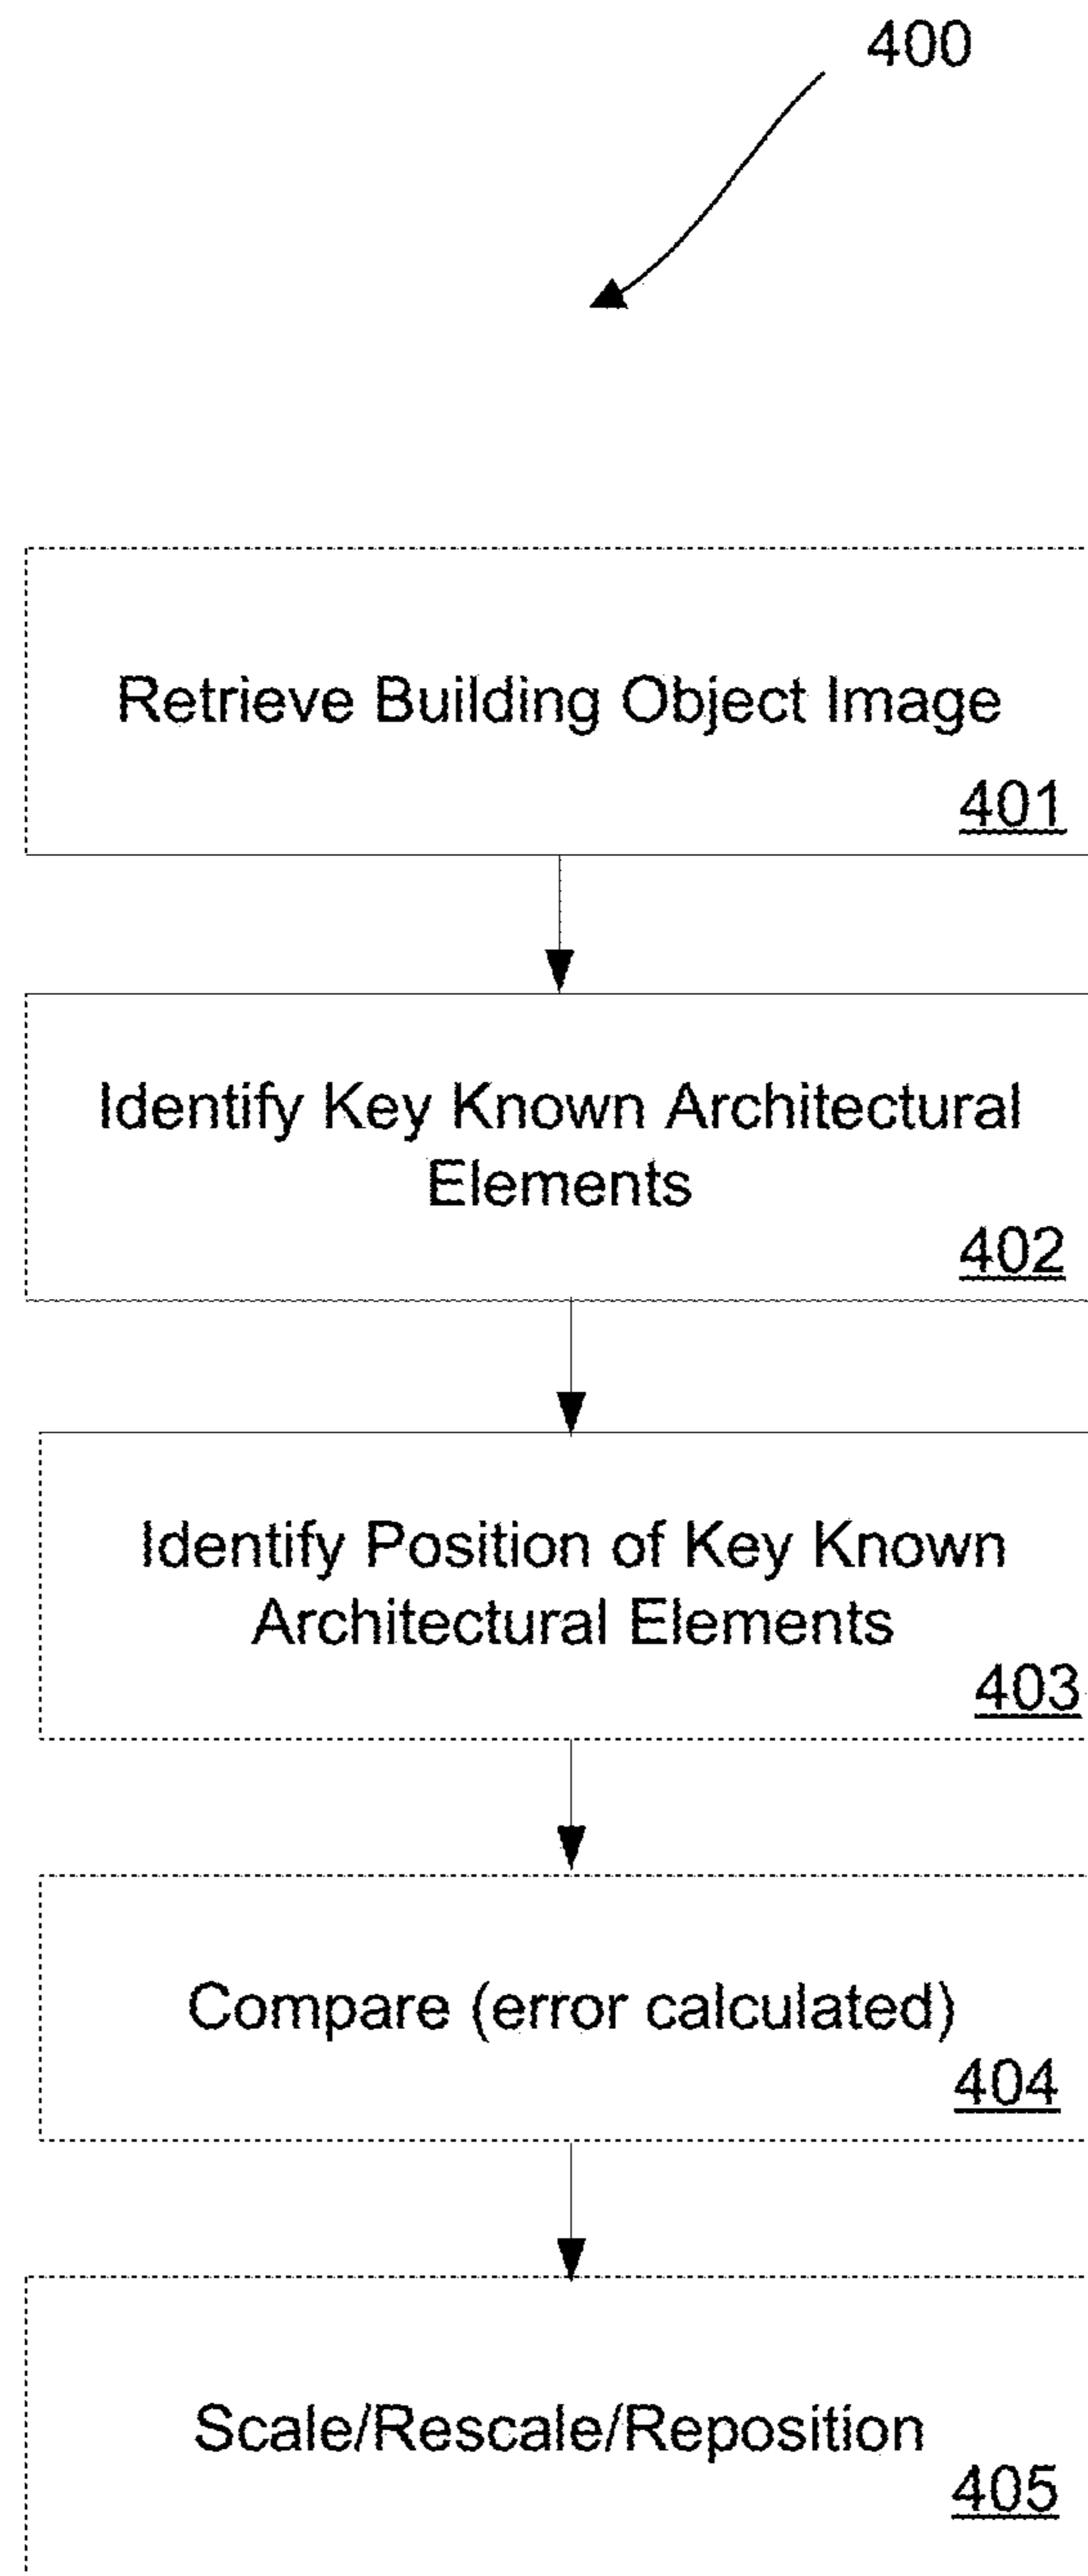 400
Retrieve Building Object Image
401
Identify Key Known Architectural
Elements
402
Identify Position of Key Known
Architectural Elements
403
Compare (error calculated)
404
Scale/Rescale/Reposition
405